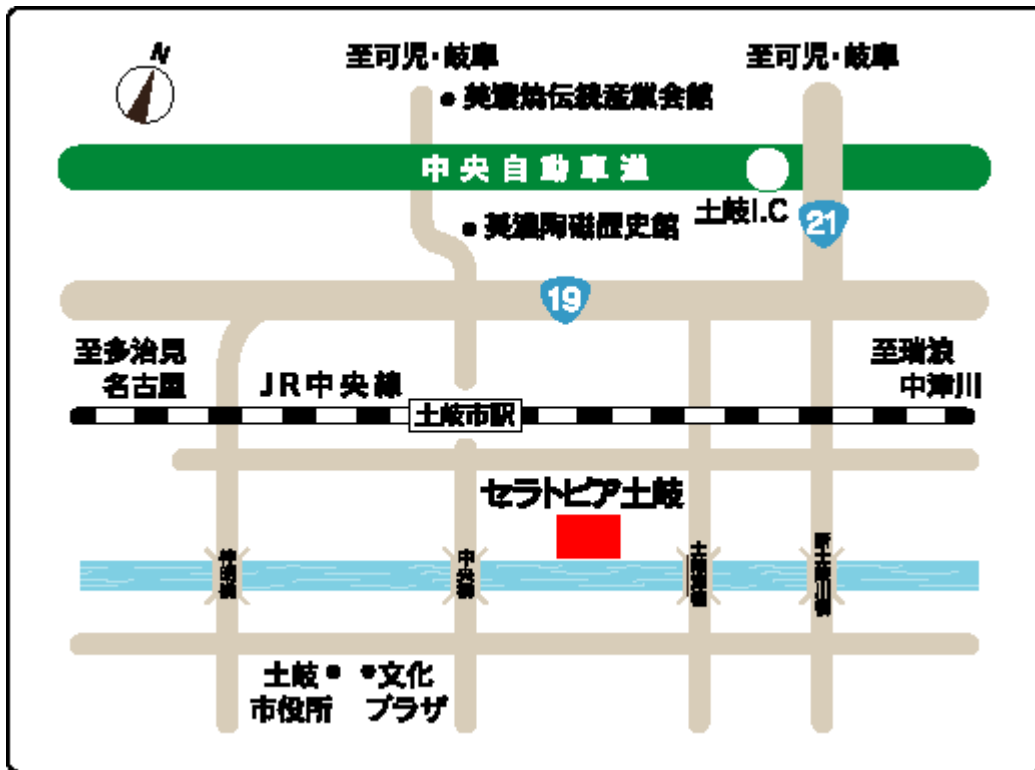 N
至可児・岐阜
至可児・岐阜
美濃焼伝統産業会館
中央自動車道
土岐I.C
21
美濃陶磁歴史館
19
至多治見
名古屋
至瑞浪
中津川
JR中央線
土岐市駅
セラトピア土岐
中央橋
土岐
市役所
文化
プラザ